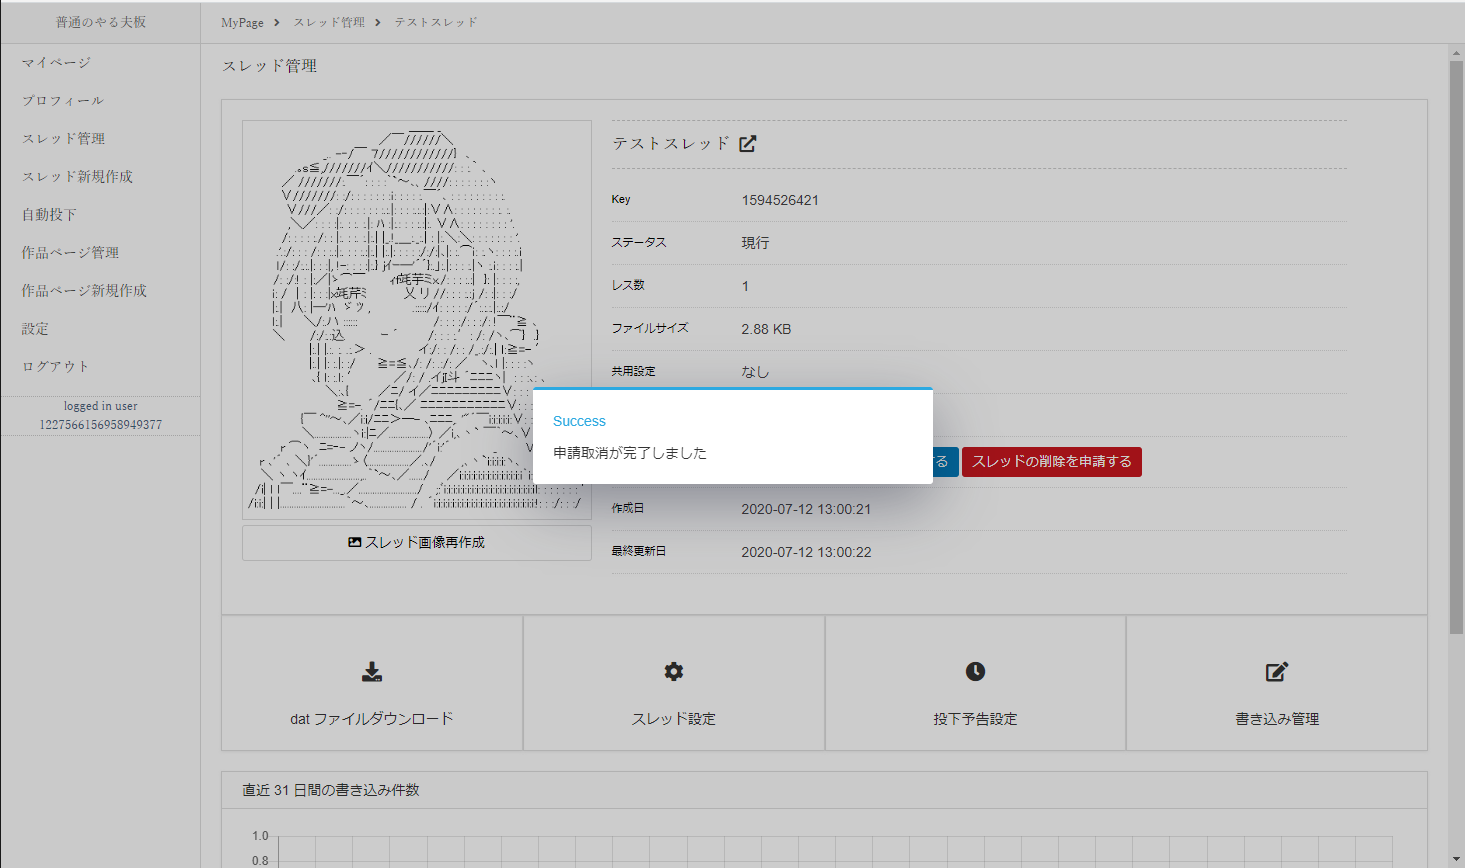 普通のやる夫板
MyPage > スレッド管理 > テストスレッド
マイページ
プロフィール
スレッド管理
スレッド新規作成
自動投下
作品ページ管理
作品ページ新規作成
設定
ログアウト
logged in user
1227566156958949377
スレッド管理
スレッド画像再作成
テストスレッド
Key 1594526421
ステータス 現行
レス数 1
ファイルサイズ 2.88 KB
共用設定 なし
Success
申請取消が完了しました
る
スレッドの削除を申請する
作成日 2020-07-12 13:00:21
最終更新日 2020-07-12 13:00:22
dat ファイルダウンロード
スレッド設定
投下予告設定
書き込み管理
直近 31 日間の書き込み件数
1.0
0.8